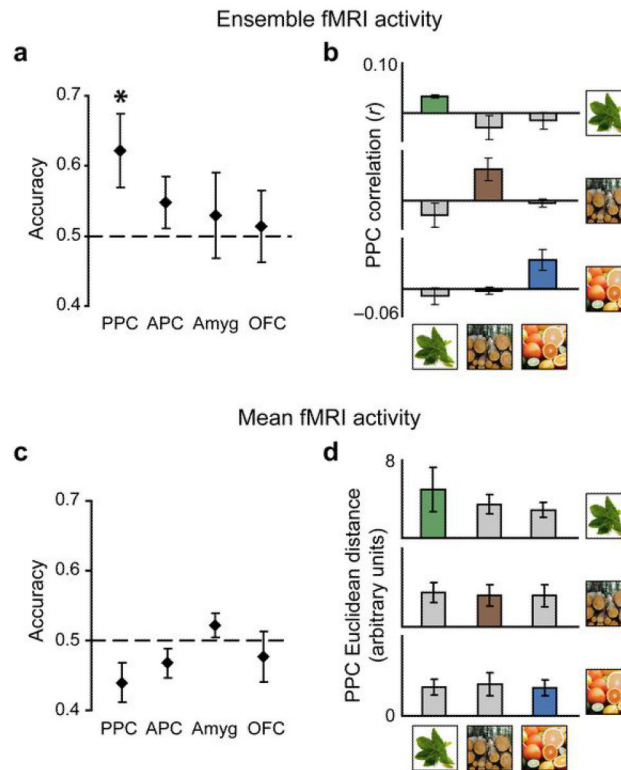 Ensemble fMRI activity
a
b
0.7
0.6
0.5
0.4
Accuracy
*
PPC APC Amyg OFC
0.10
PPC correlation (r)
–0.06
Mean fMRI activity
c
d
0.7
0.6
0.5
0.4
Accuracy
PPC APC Amyg OFC
8
PPC Euclidean distance
(arbitrary units)
0